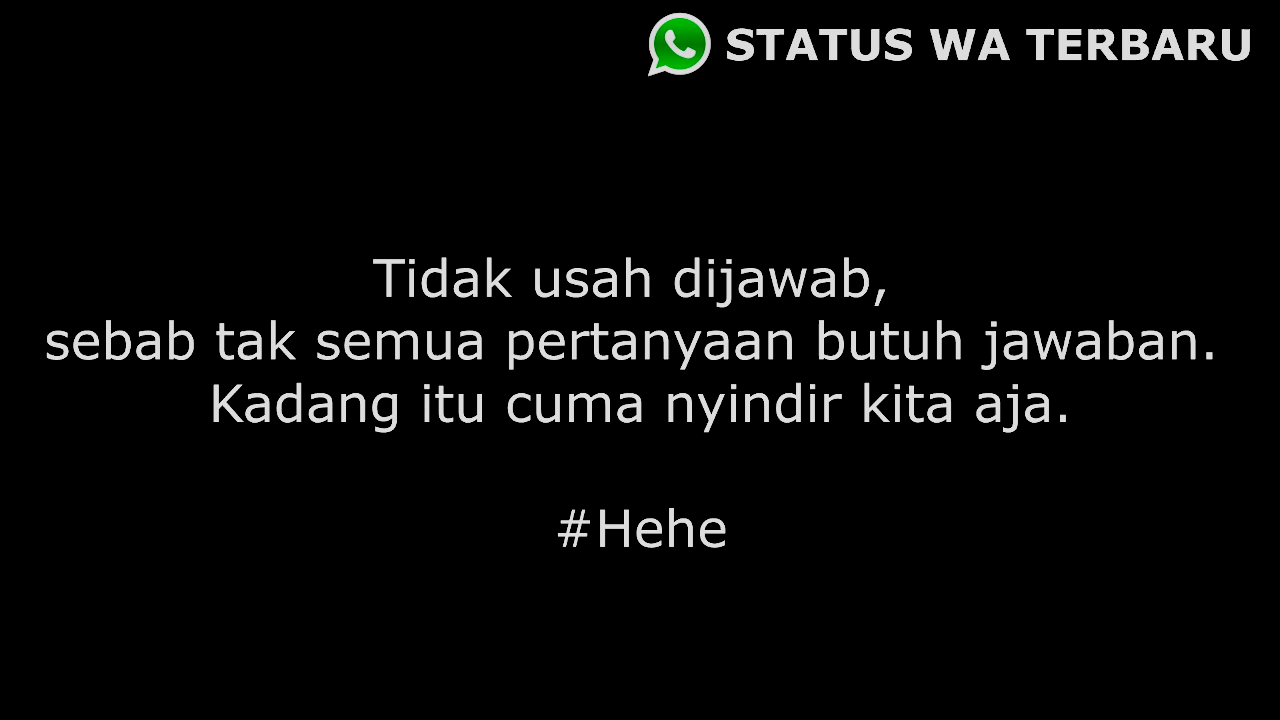 STATUS WA TERBARU
Tidak usah dijawab,
sebab tak semua pertanyaan butuh jawaban.
Kadang itu cuma nyindir kita aja.
#Hehe